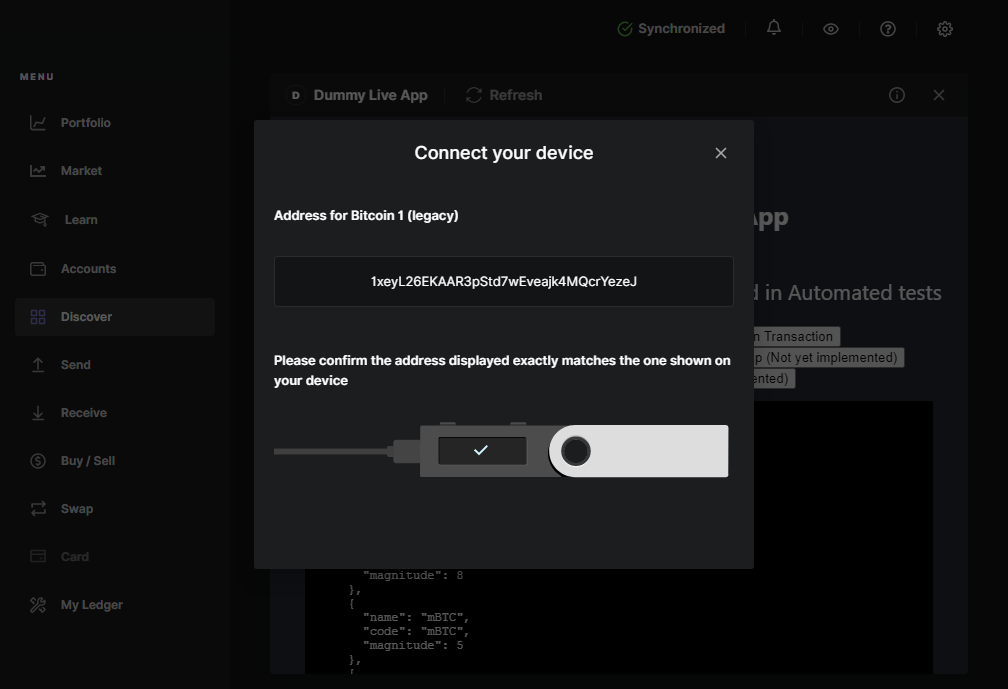 Synchronized
MENU
D Dummy Live App Refresh
Portfolio
Market
Learn
Accounts
Discover
Send
Receive
Buy / Sell
Swap
Card
My Ledger
Connect your device
Address for Bitcoin 1 (legacy)
1xeyL26EKAAR3pStd7wEveajk4MQcrYezeJ
Please confirm the address displayed exactly matches the one shown on
your device
App
d in Automated tests
n Transaction
p (Not yet implemented)
ented)
"magnitude": 8
},
{
"name": "mBTC",
"code": "mBTC",
"magnitude": 5
},